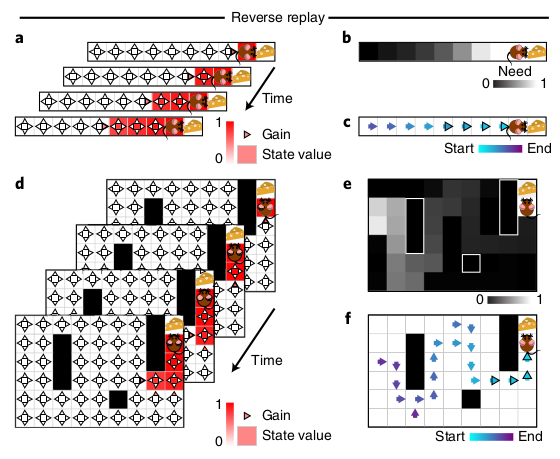 Reverse replay
a
b
Need
0 1
Time
1
0
Gain
State value
c
Start End
d
e
0 1
Time
f
1
0
Gain
State value
Start End